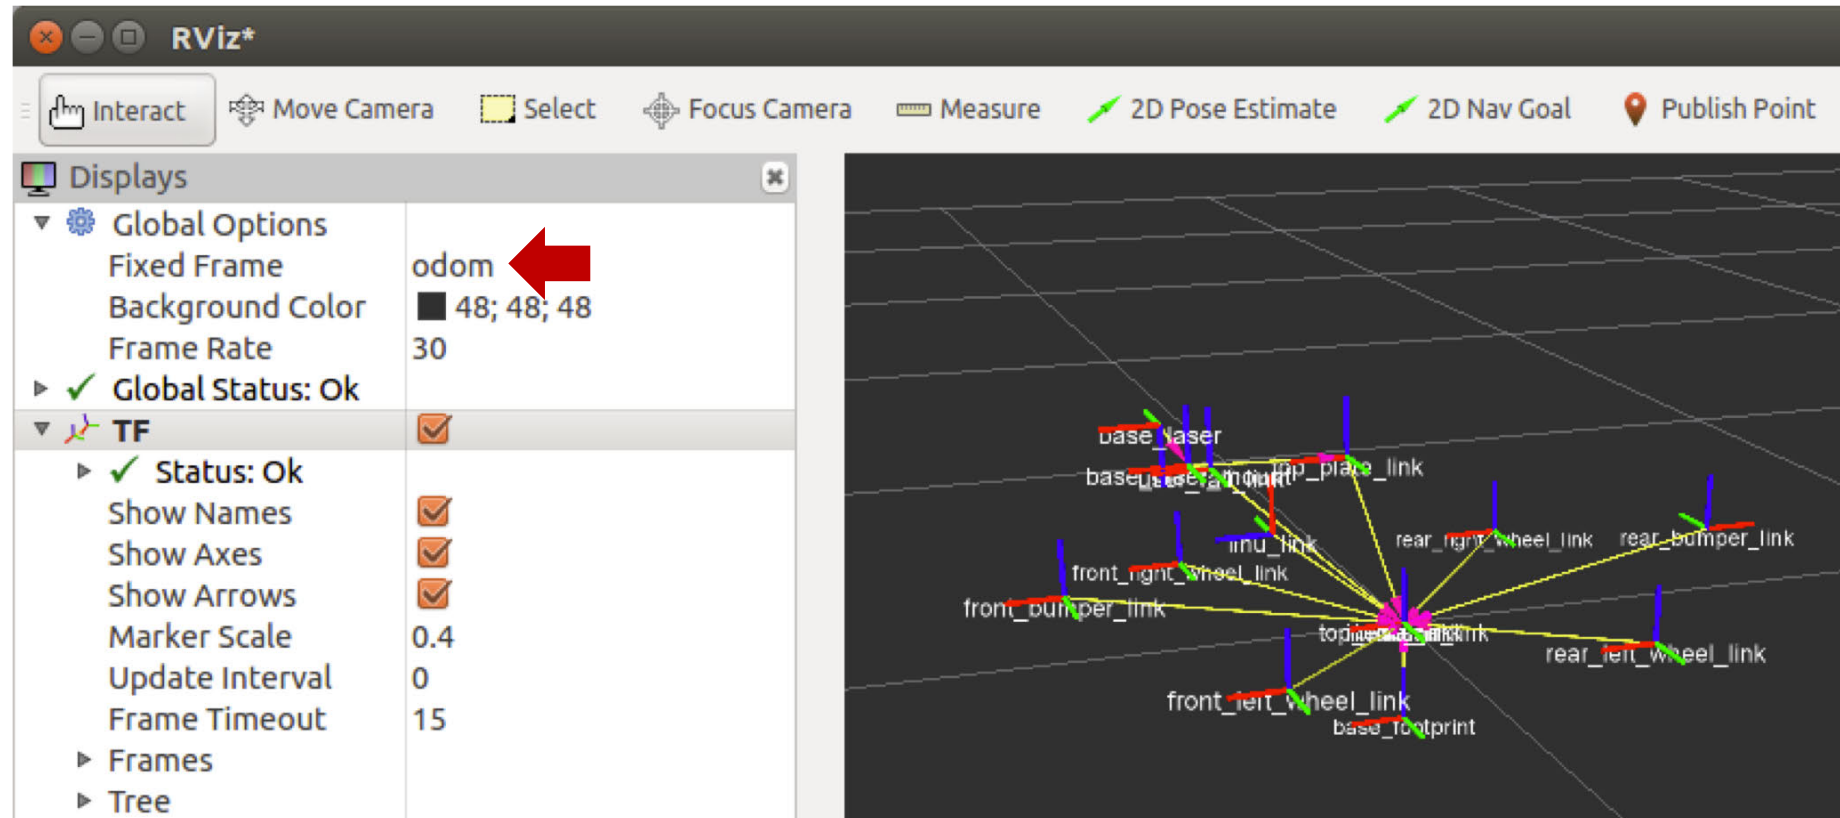 RViz*
Interact Move Camera Select Focus Camera Measure 2D Pose Estimate 2D Nav Goal Publish Point
Displays
Global Options
Fixed Frame odom
Background Color 48; 48; 48
Frame Rate 30
Global Status: Ok
TF
Status: Ok
Show Names
Show Axes
Show Arrows
Marker Scale 0.4
Update Interval 0
Frame Timeout 15
Frames
Tree
base_laser
top_plate_link
imu_link
rear_right_wheel_link
rear_bumper_link
front_right_wheel_link
front_bumper_link
rear_left_wheel_link
front_left_wheel_link
base_footprint